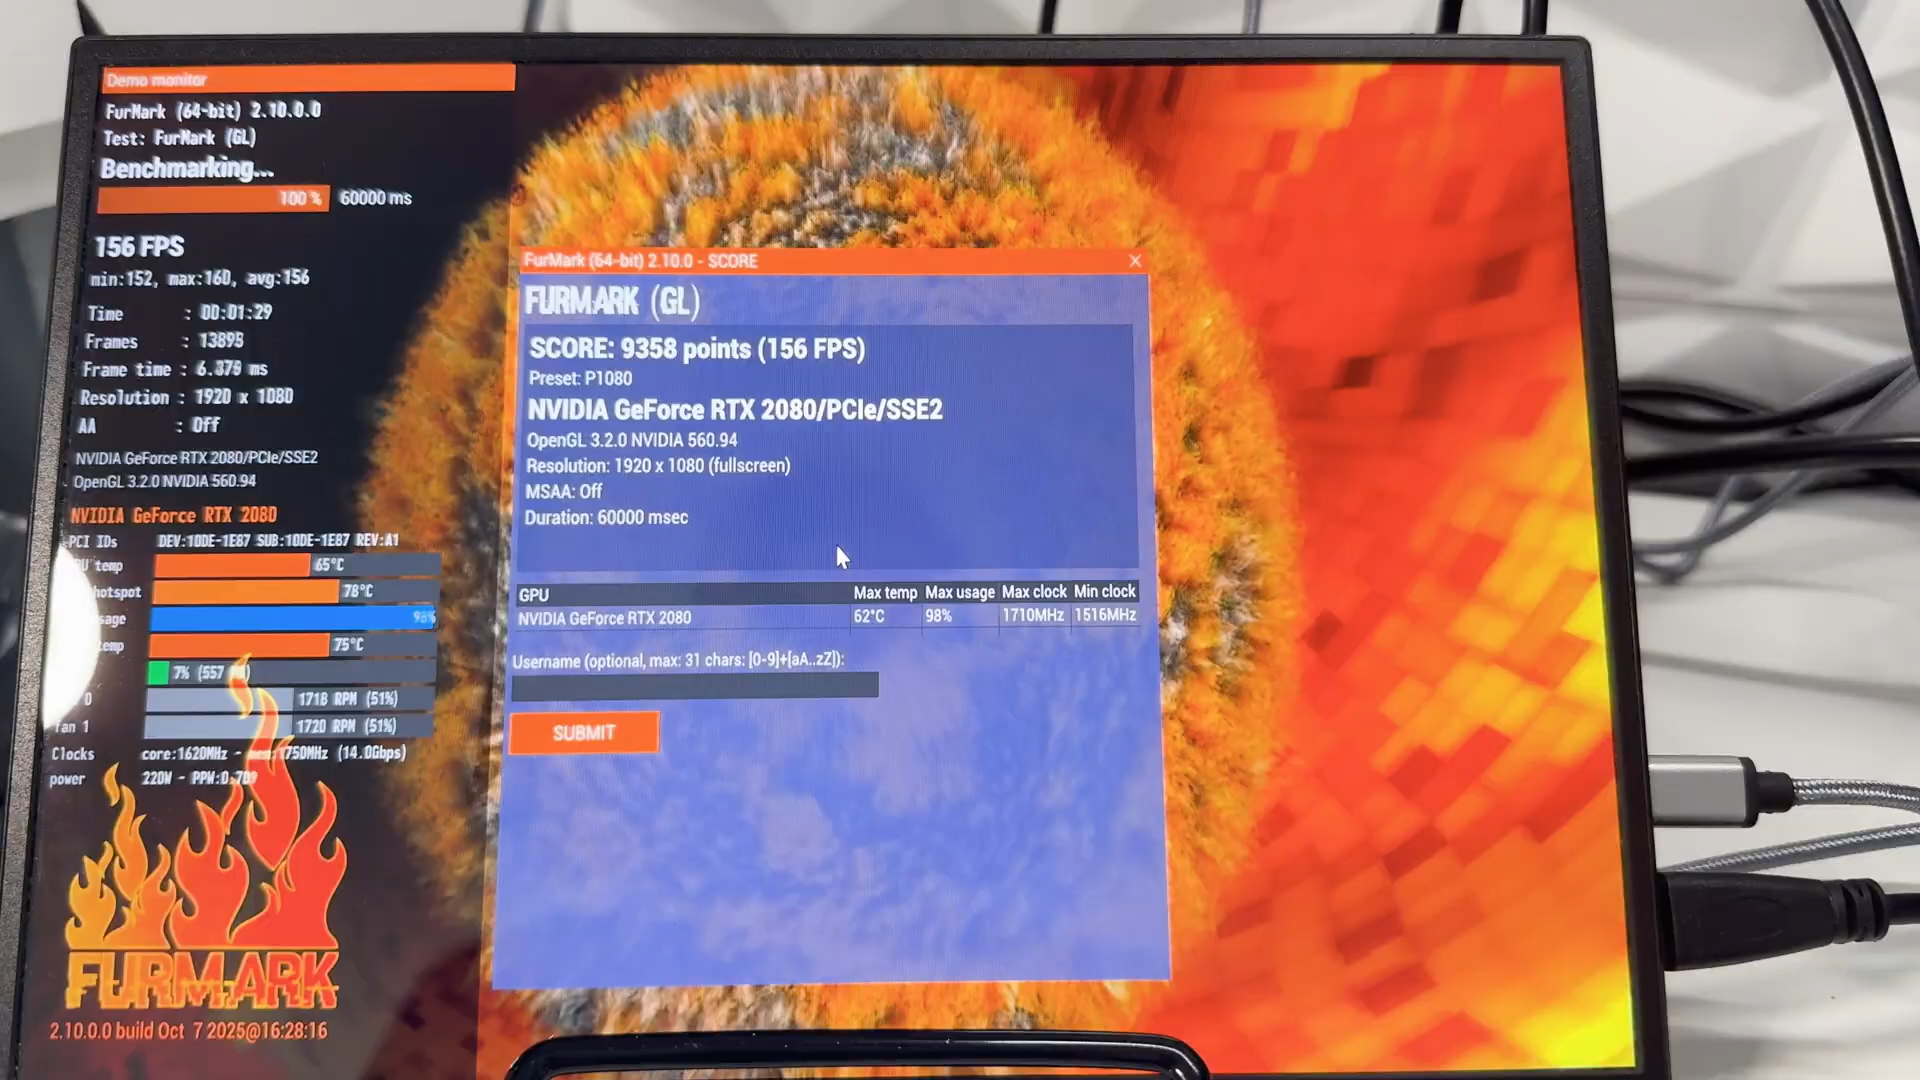 Demo monitor
FurMark (64-bit) 2.10.0.0
Test: FurMark (GL)
Benchmarking...
100 % 60000 ms
156 FPS
min:152, max:160, avg:156
Time : 00:01:29
Frames : 13895
Frame time : 6.379 ms
Resolution : 1920 x 1080
AA : Off
NVIDIA GeForce RTX 2080/PCIe/SSE2
OpenGL 3.2.0 NVIDIA 560.94
NVIDIA GeForce RTX 2080
PCI IDs DEV:10DE-1E87 SUB:10DE-1E87 REV:A1
temp 65°C
hotspot 78°C
98%
temp 75°C
7% (557
0 1718 RPM (51%)
fan 1 1720 RPM (51%)
Clocks core:1620MHz - 1750MHz (14.0Gbps)
power 220W - PPW:0.709
FURMARK
2.10.0.0 build Oct 7 2025@16:28:16
FurMark (64-bit) 2.10.0 - SCORE
FURMARK (GL)
SCORE: 9358 points (156 FPS)
Preset: P1080
NVIDIA GeForce RTX 2080/PCIe/SSE2
OpenGL 3.2.0 NVIDIA 560.94
Resolution: 1920 x 1080 (fullscreen)
MSAA: Off
Duration: 60000 msec
GPU Max temp Max usage Max clock Min clock
NVIDIA GeForce RTX 2080 62°C 98% 1710MHz 1516MHz
Username (optional, max: 31 chars: [0-9]+[aA..zZ]):
SUBMIT